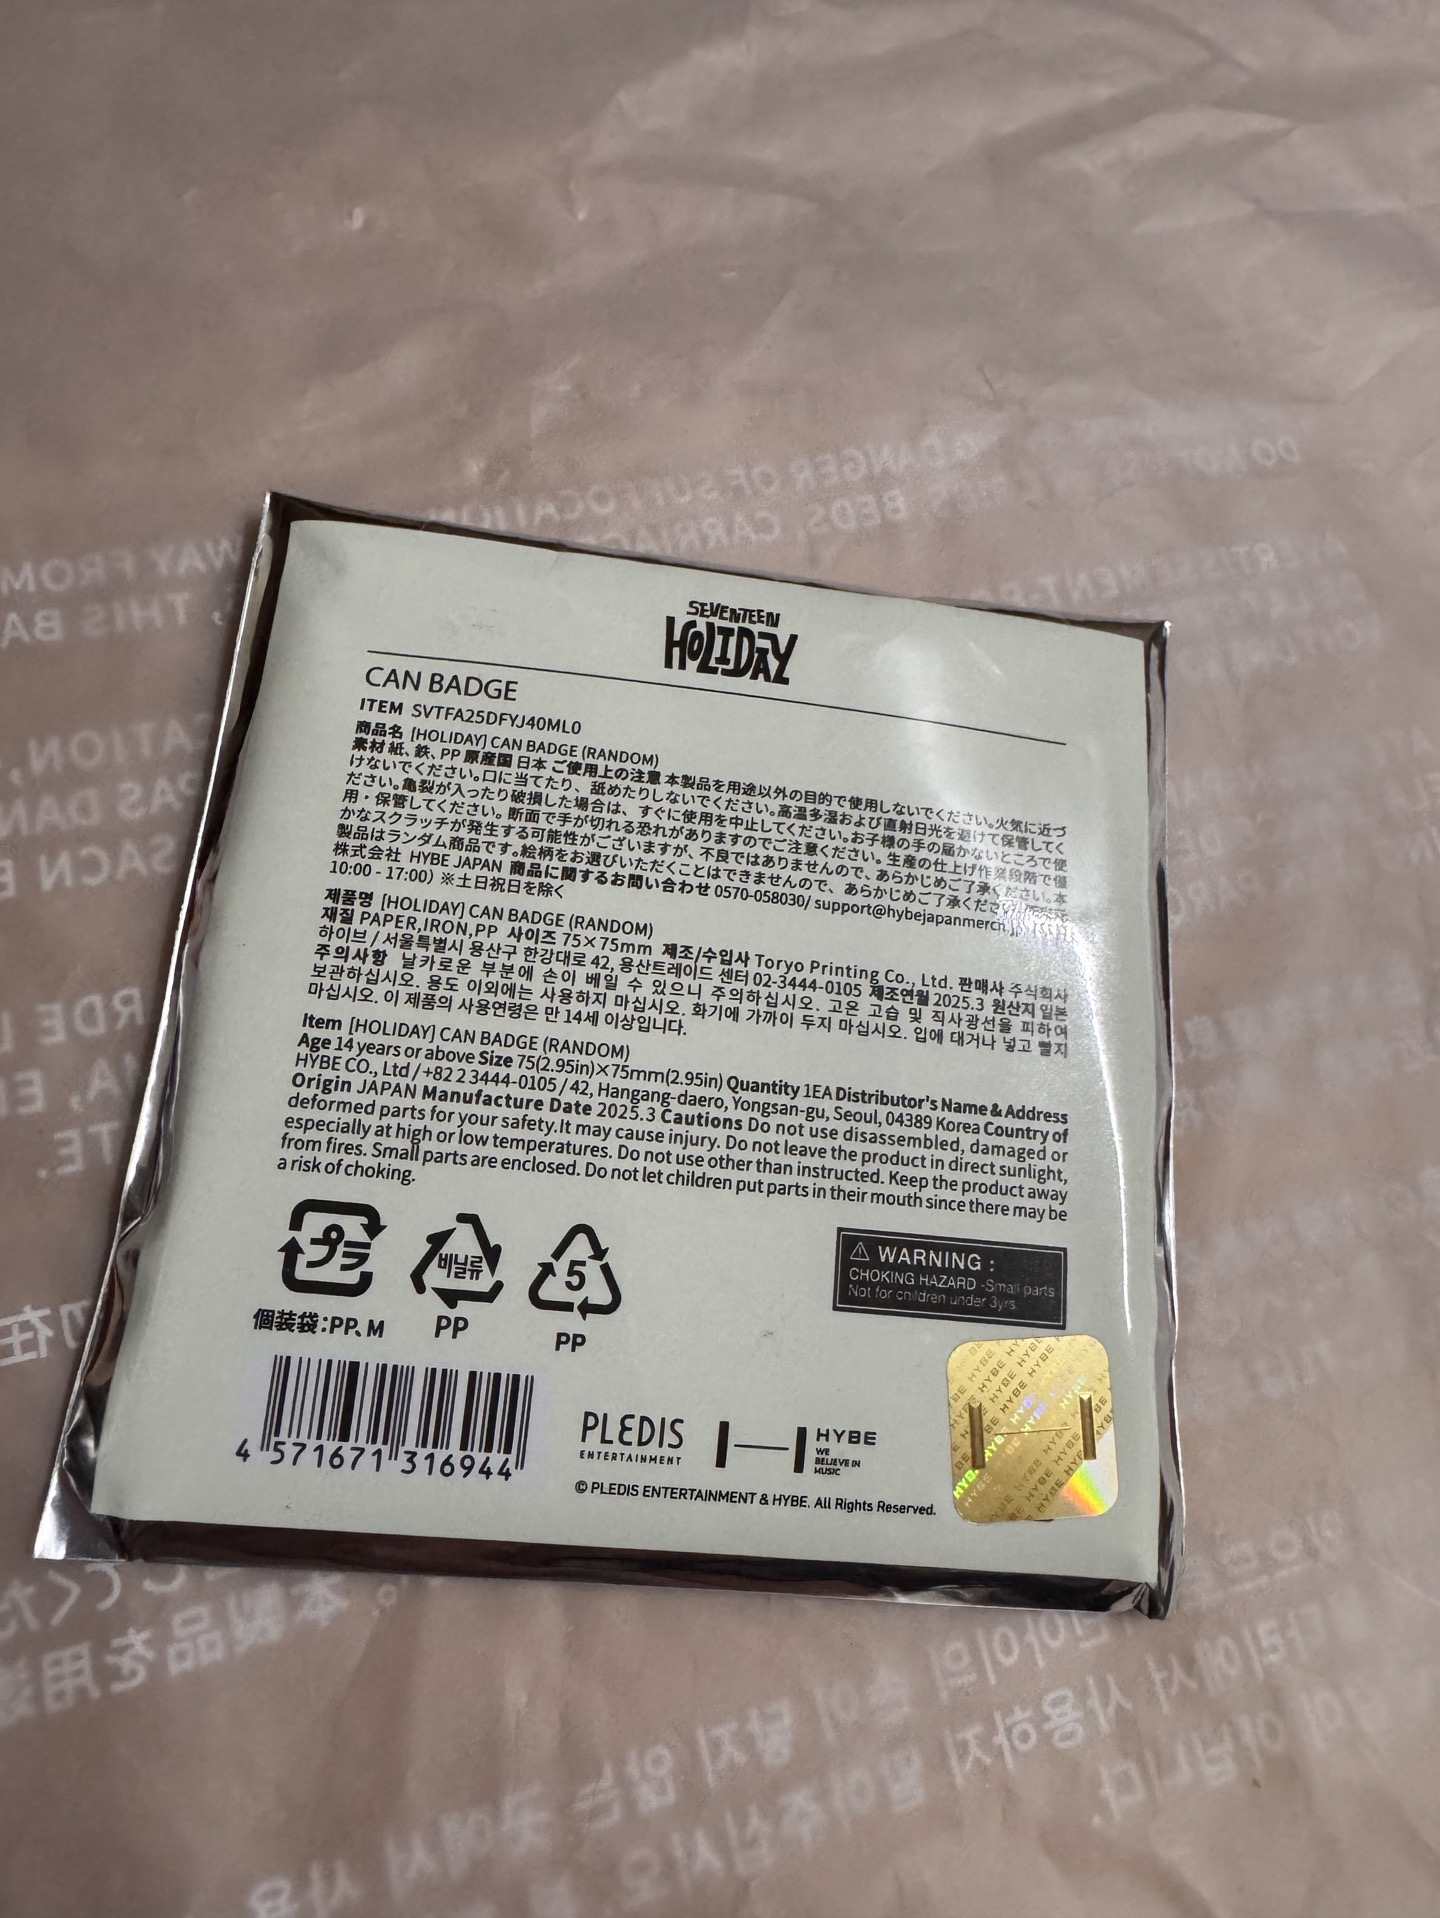 SEVENTEEN
HOLIDAY
CAN BADGE
ITEM SVTFA25DFYJ40ML0
商品名 [HOLIDAY] CAN BADGE (RANDOM)
素材 紙、鉄、PP 原産国 日本 ご使用上の注意 本製品を用途以外の目的で使用しないでください。火気に近づ
けないでください。口に当てたり、舐めたりしないでください。高温多湿および直射日光を避けて保管してく
ださい。亀裂が入ったり破損した場合は、すぐに使用を中止してください。お子様の手の届かないところで使
用・保管してください。断面で手が切れる恐れがありますのでご注意ください。生産の仕上げ作業段階で僅
かなスクラッチが発生する可能性がございますが、不良ではありませんので、あらかじめご了承ください。本
製品はランダム商品です。絵柄をお選びいただくことはできませんので、あらかじめご了承ください。
株式会社 HYBE JAPAN 商品に関するお問い合わせ 0570-058030/ support@hybejapanmerch.jp
10:00 - 17:00) ※土日祝日を除く
제품명 [HOLIDAY] CAN BADGE (RANDOM)
재질 PAPER,IRON,PP 사이즈 75×75mm 제조/수입사 Toryo Printing Co., Ltd. 판매사 주식회사
하이브 / 서울특별시 용산구 한강대로 42, 용산트레이드 센터 02-3444-0105 제조연월 2025.3 원산지 일본
주의사항 날카로운 부분에 손이 베일 수 있으니 주의하십시오. 고온 고습 및 직사광선을 피하여
보관하십시오. 용도 이외에는 사용하지 마십시오. 화기에 가까이 두지 마십시오. 입에 대거나 넣고 빨지
마십시오. 이 제품의 사용연령은 만 14세 이상입니다.
Item [HOLIDAY] CAN BADGE (RANDOM)
Age 14 years or above Size 75(2.95in)×75mm(2.95in) Quantity 1EA Distributor's Name & Address
HYBE CO., Ltd / +82 2 3444-0105 / 42, Hangang-daero, Yongsan-gu, Seoul, 04389 Korea Country of
Origin JAPAN Manufacture Date 2025.3 Cautions Do not use disassembled, damaged or
deformed parts for your safety.It may cause injury. Do not leave the product in direct sunlight,
especially at high or low temperatures. Do not use other than instructed. Keep the product away
from fires. Small parts are enclosed. Do not let children put parts in their mouth since there may be
a risk of choking.
プラ
비닐류
5
個装袋:PP、M
PP
PP
⚠ WARNING :
CHOKING HAZARD -Small parts
Not for children under 3yrs.
4 571671 316944
PLEDIS
ENTERTAINMENT
HYBE
WE
BELIEVE IN
MUSIC
© PLEDIS ENTERTAINMENT & HYBE. All Rights Reserved.
HYBE